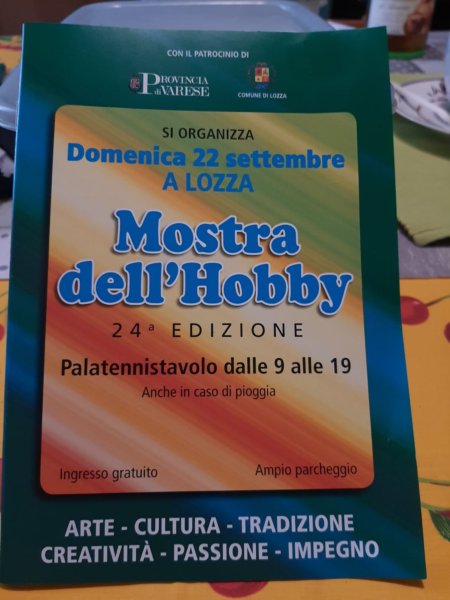 CON IL PATROCINIO DI
PROVINCIA
di VARESE
COMUNE DI LOZZA
SI ORGANIZZA
Domenica 22 settembre
A LOZZA
Mostra
dell'Hobby
24a EDIZIONE
Palatennistavolo dalle 9 alle 19
Anche in caso di pioggia
Ingresso gratuito
Ampio parcheggio
ARTE - CULTURA - TRADIZIONE
CREATIVITÀ - PASSIONE - IMPEGNO